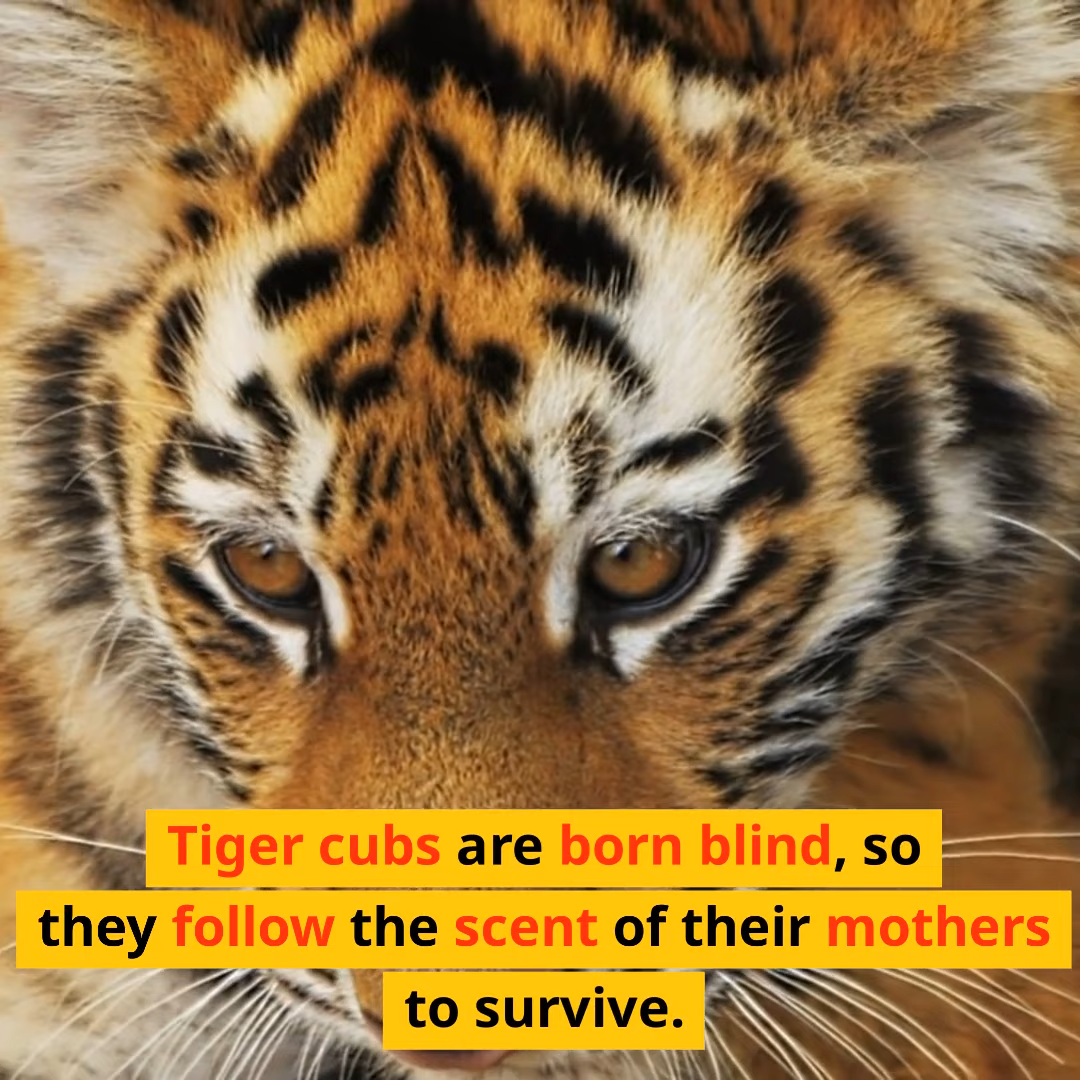 Tiger cubs are born blind, so
they follow the scent of their mothers
to survive.